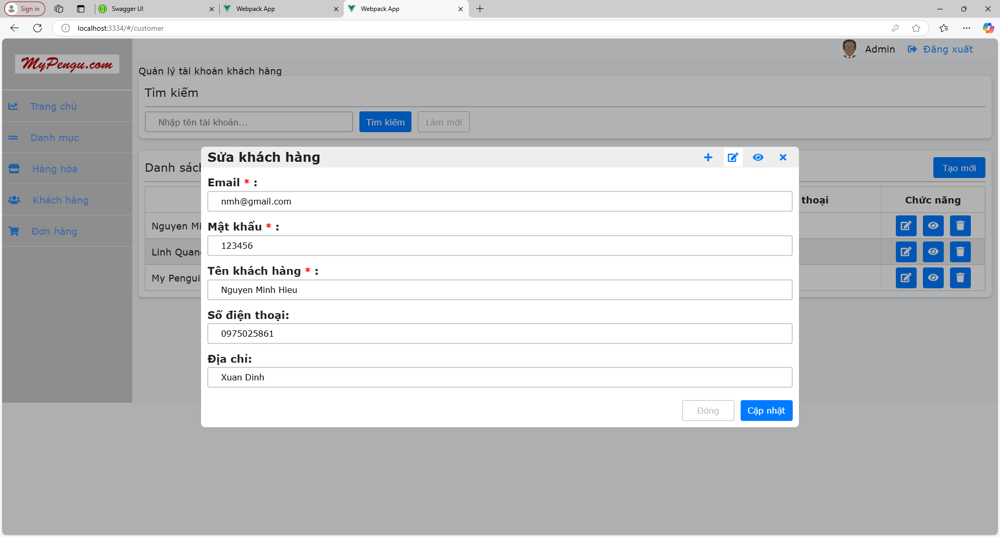 Sign in
Swagger UI
Webpack App
Webpack App
localhost:3334/#/customer
MyPengu.com
Admin
Đăng xuất
Trang chủ
Danh mục
Hàng hóa
Khách hàng
Đơn hàng
Quản lý tài khoản khách hàng
Tìm kiếm
Nhập tên tài khoản...
Tìm kiếm
Làm mới
Danh sách
Tạo mới
thoại
Chức năng
Nguyen Mi
Linh Quan
My Pengui
Sửa khách hàng
Email * :
nmh@gmail.com
Mật khẩu * :
123456
Tên khách hàng * :
Nguyen Minh Hieu
Số điện thoại:
0975025861
Địa chỉ:
Xuan Dinh
Đóng
Cập nhật